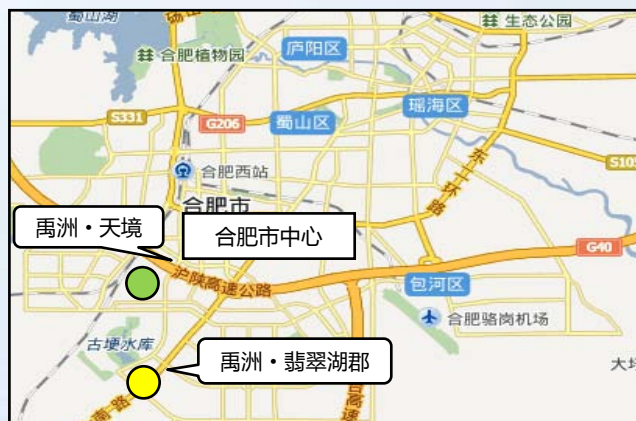 蜀山湖
生态公园
合肥植物园
庐阳区
S331
G206
蜀山区
瑶海区
东二环路
S105
合肥西站
合肥市
禹洲·天境
合肥市中心
G40
沪陕高速公路
包河区
合肥骆岗机场
古埂水库
禹洲·翡翠湖郡
高速